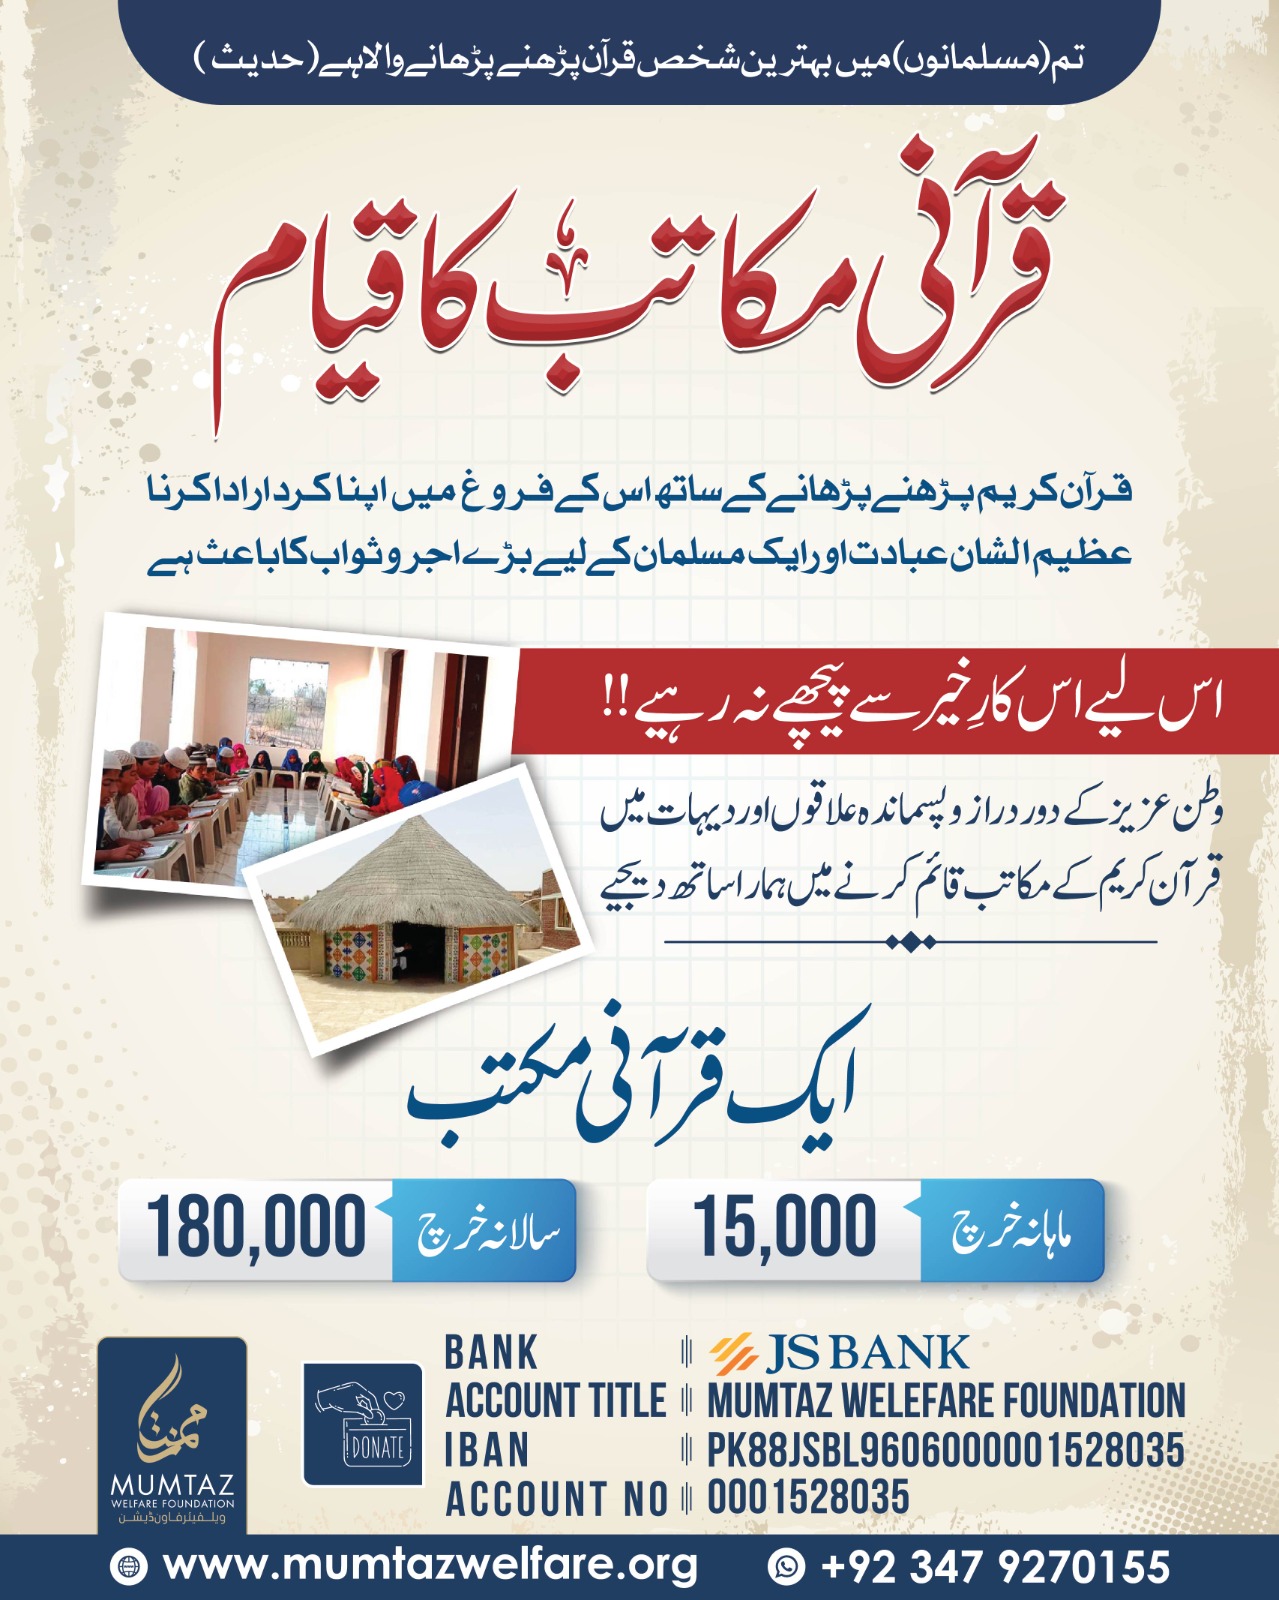 تم (مسلمانوں) میں بہترین شخص قرآن پڑھنے پڑھانے والا ہے (حدیث)
قرآنی مکاتب کا قیام
قرآن کریم پڑھنے پڑھانے کے ساتھ اس کے فروغ میں اپنا کردار ادا کرنا
عظیم الشان عبادت اور ایک مسلمان کے لیے بڑے اجر و ثواب کا باعث ہے
اس لیے اس کارِ خیر سے پیچھے نہ رہیے !!
وطن عزیز کے دور دراز و پسماندہ علاقوں اور دیہات میں
قرآن کریم کے مکاتب قائم کرنے میں ہمارا ساتھ دیجیے
ایک قرآنی مکتب
ماہانہ خرچ 15,000
سالانہ خرچ 180,000
BANK JS BANK
ACCOUNT TITLE MUMTAZ WELEFARE FOUNDATION
IBAN PK88JSBL9606000001528035
ACCOUNT NO 0001528035
DONATE
ممتاز
MUMTAZ
WELFARE FOUNDATION
ویلفیئر فاونڈیشن
www.mumtazwelfare.org
+92 347 9270155